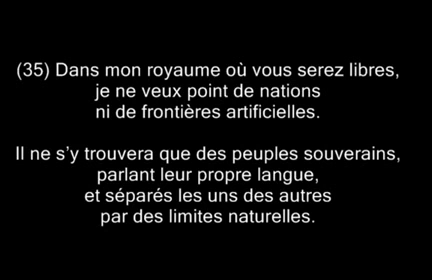 (35) Dans mon royaume où vous serez libres,
je ne veux point de nations
ni de frontières artificielles.
Il ne s'y trouvera que des peuples souverains,
parlant leur propre langue,
et séparés les uns des autres
par des limites naturelles.